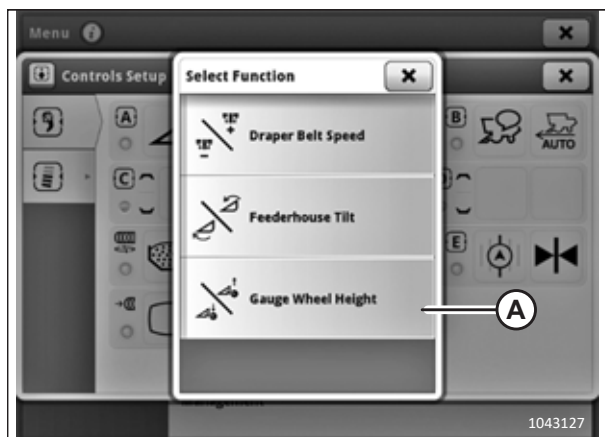 Menu i
Controls Setup
Select Function
A
B
C
E
AUTO
Draper Belt Speed
Feederhouse Tilt
Gauge Wheel Height
A
1043127